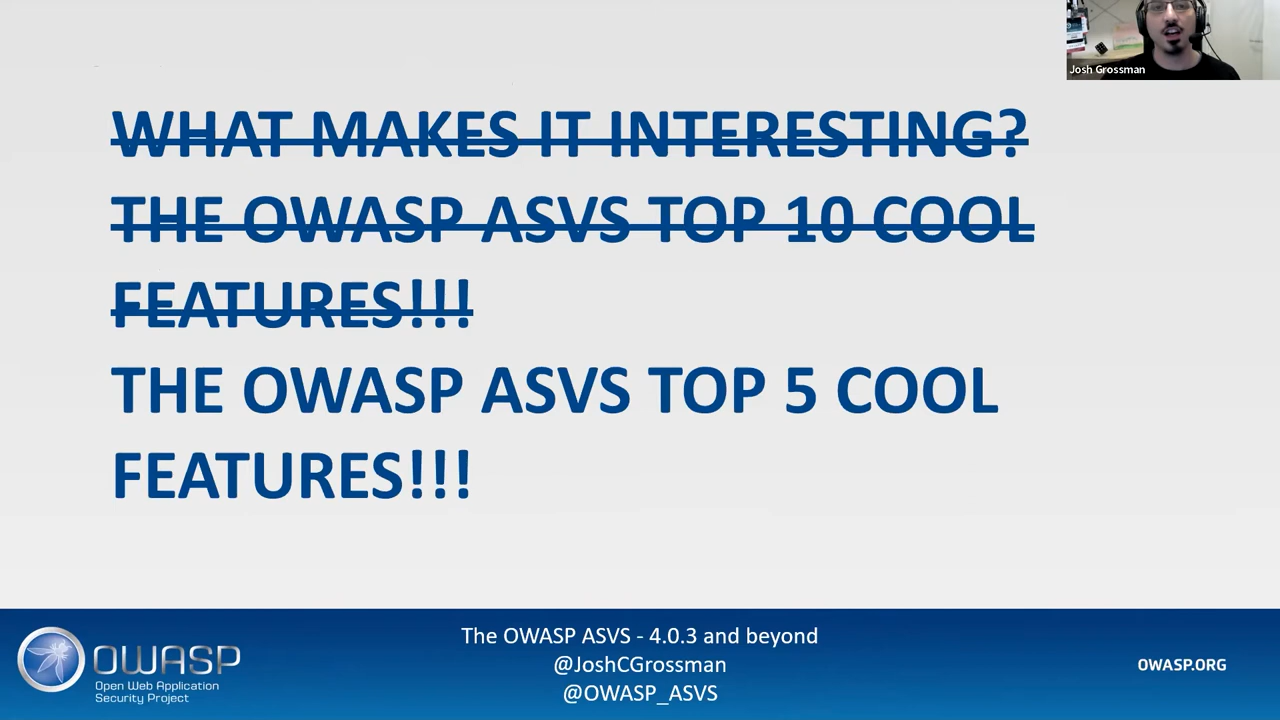 Josh Grossman
WHAT MAKES IT INTERESTING?
THE OWASP ASVS TOP 10 COOL
FEATURES!!!
THE OWASP ASVS TOP 5 COOL
FEATURES!!!
OWASP
Open Web Application
Security Project
The OWASP ASVS - 4.0.3 and beyond
@JoshCGrossman
@OWASP_ASVS
OWASP.ORG